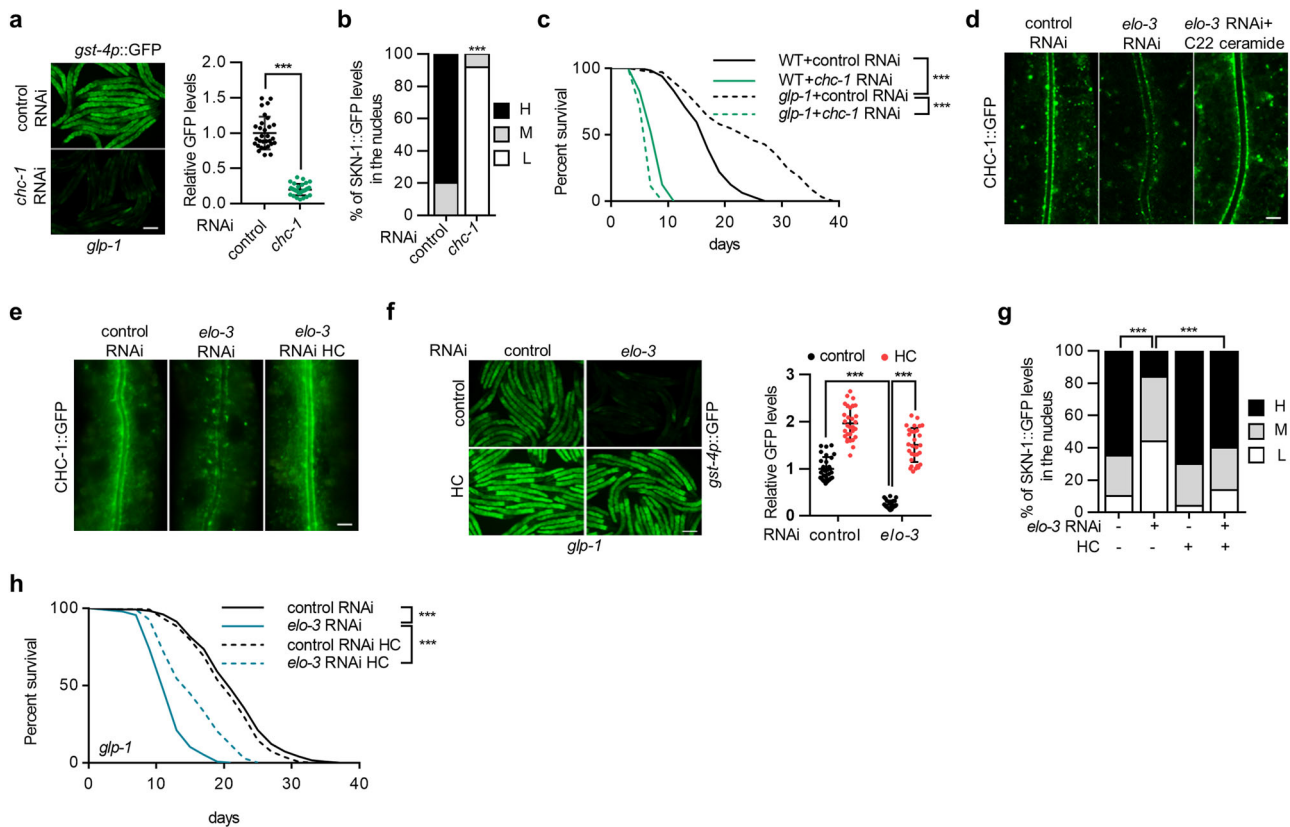 a
gst-4p::GFP
control
RNAi
chc-1
RNAi
glp-1
Relative GFP levels
2.0
1.5
1.0
0.5
0.0
***
RNAi
control
chc-1
b
% of SKN-1::GFP levels
in the nucleus
100
80
60
40
20
0
***
H
M
L
RNAi
control
chc-1
c
Percent survival
100
50
0
0
10
20
30
40
days
WT+control RNAi
WT+chc-1 RNAi
glp-1+control RNAi
glp-1+chc-1 RNAi
***
***
d
control
RNAi
elo-3
RNAi
elo-3 RNAi+
C22 ceramide
CHC-1::GFP
e
control
RNAi
elo-3
RNAi
elo-3
RNAi HC
CHC-1::GFP
f
RNAi
control
elo-3
control
HC
gst-4p::GFP
glp-1
control
HC
Relative GFP levels
3
2
1
0
***
***
RNAi
control
elo-3
g
% of SKN-1::GFP levels
in the nucleus
100
80
60
40
20
0
***
***
H
M
L
elo-3 RNAi - + - +
HC - - + +
h
Percent survival
100
50
0
0
10
20
30
40
days
glp-1
control RNAi
elo-3 RNAi
control RNAi HC
elo-3 RNAi HC
***
***